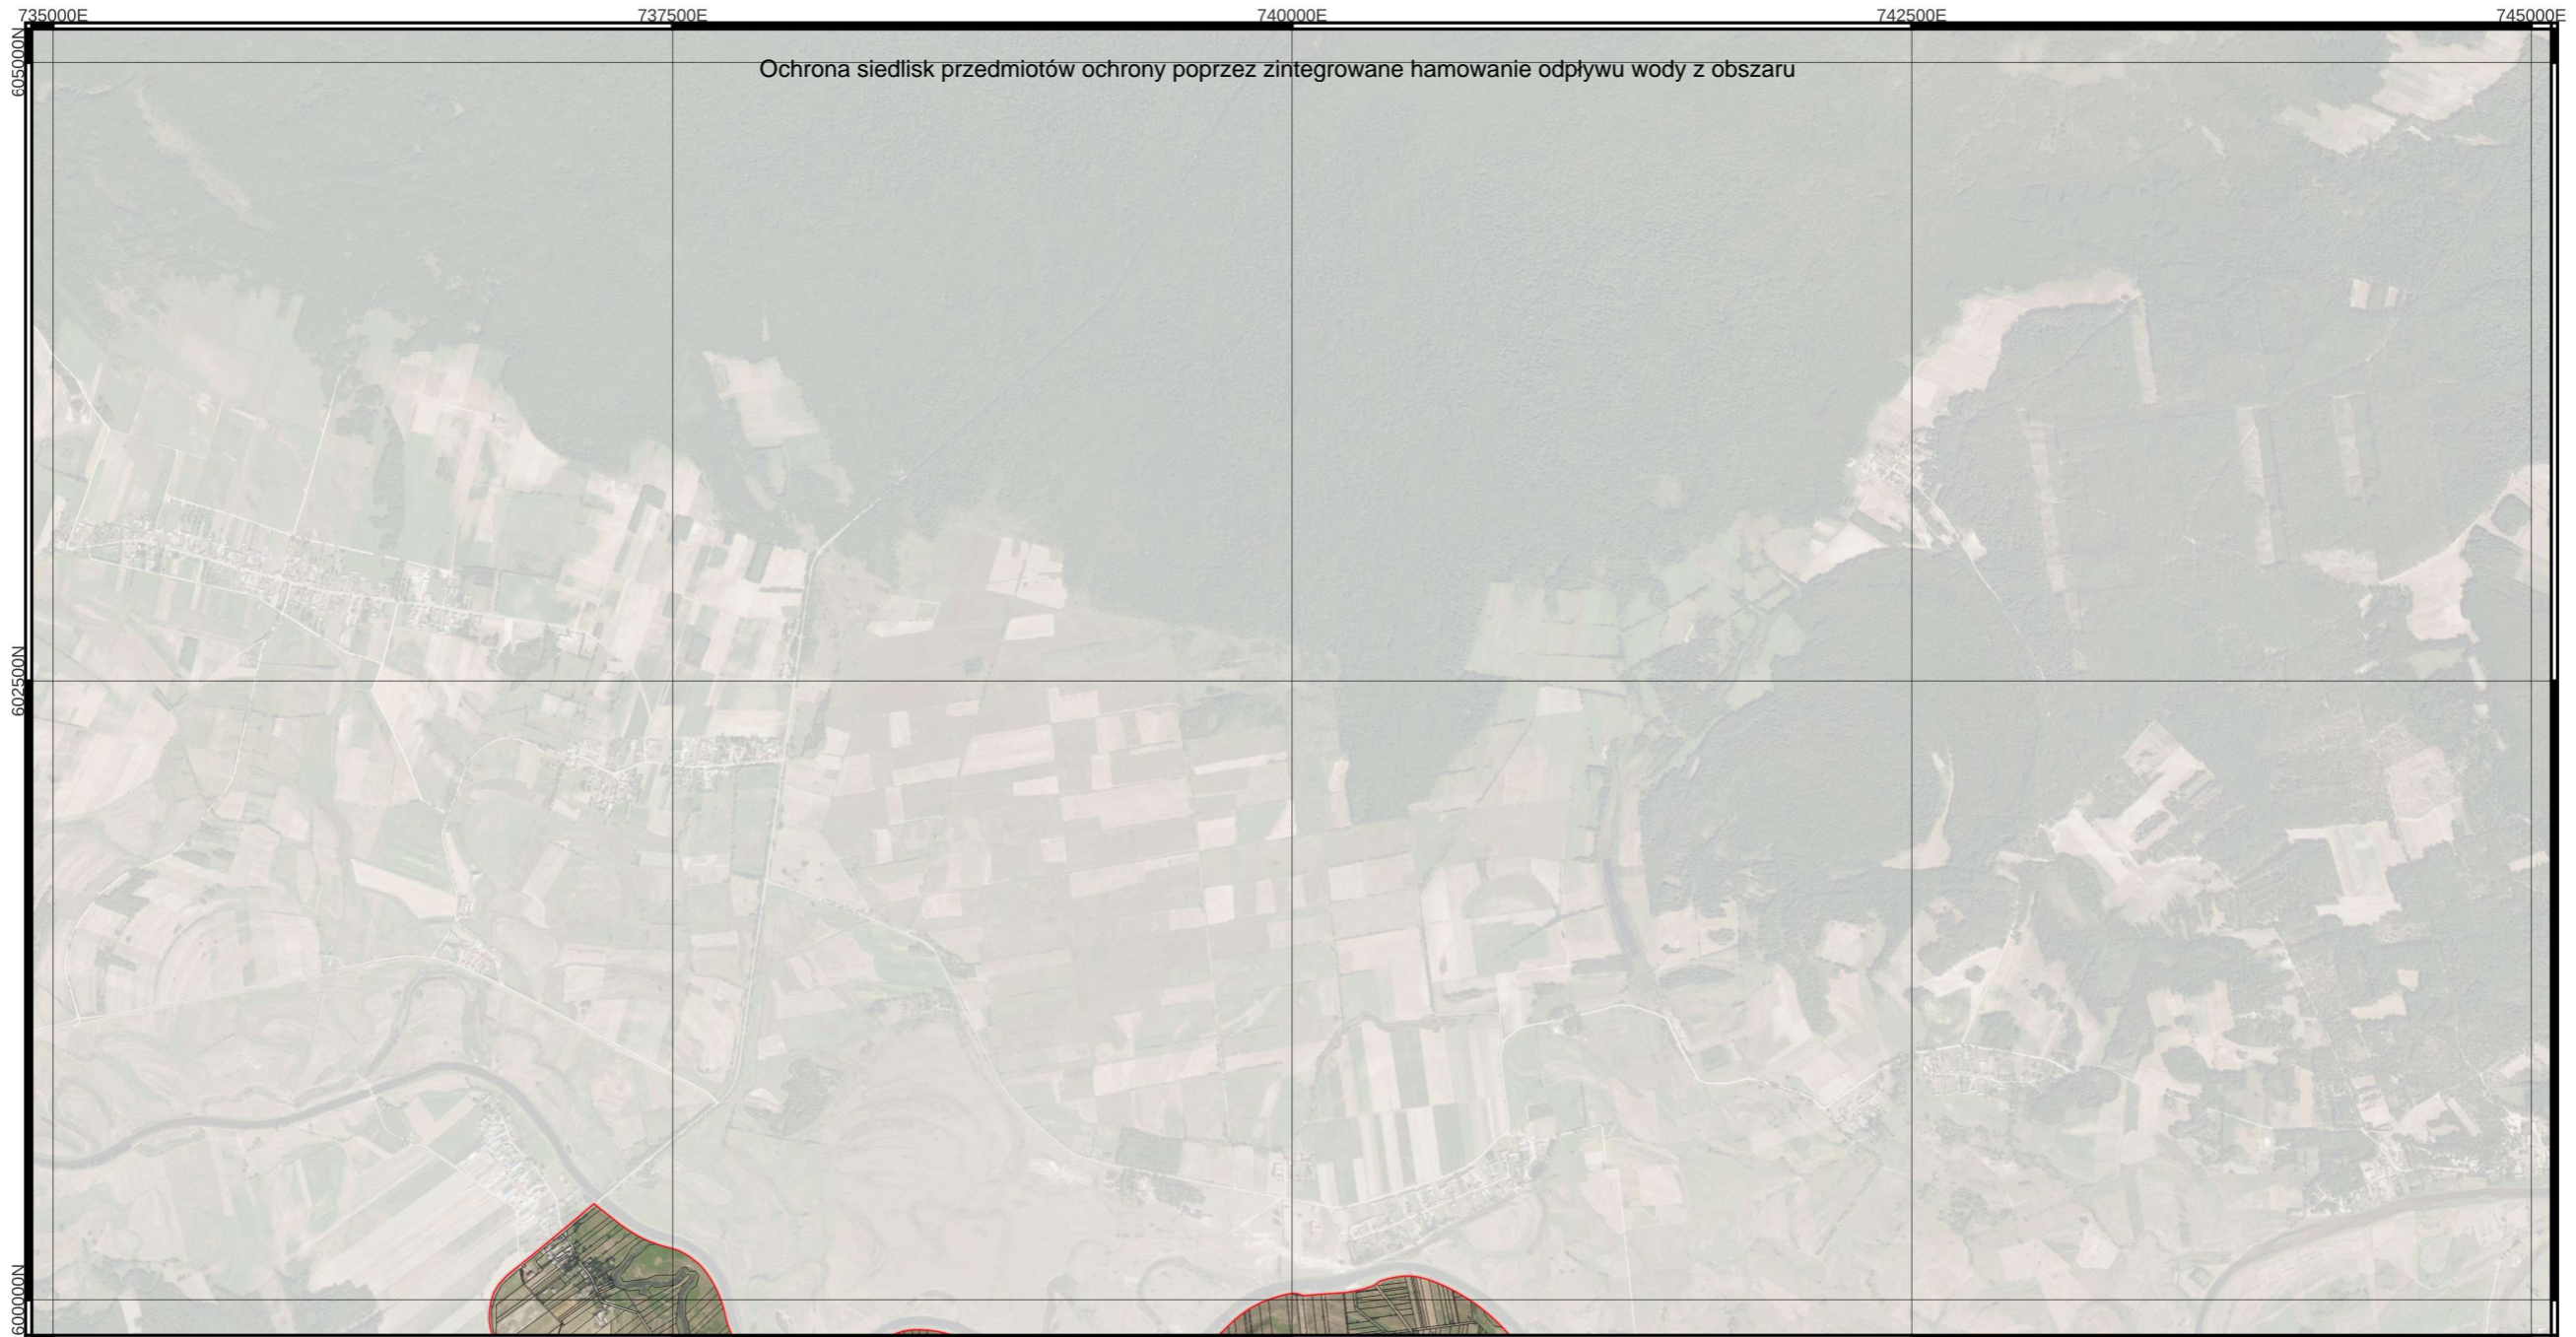 735000E 737500E 740000E 742500E 745000E
Ochrona siedlisk przedmiotów ochrony poprzez zintegrowane hamowanie odpływu wody z obszaru
605000N
602500N
600000N